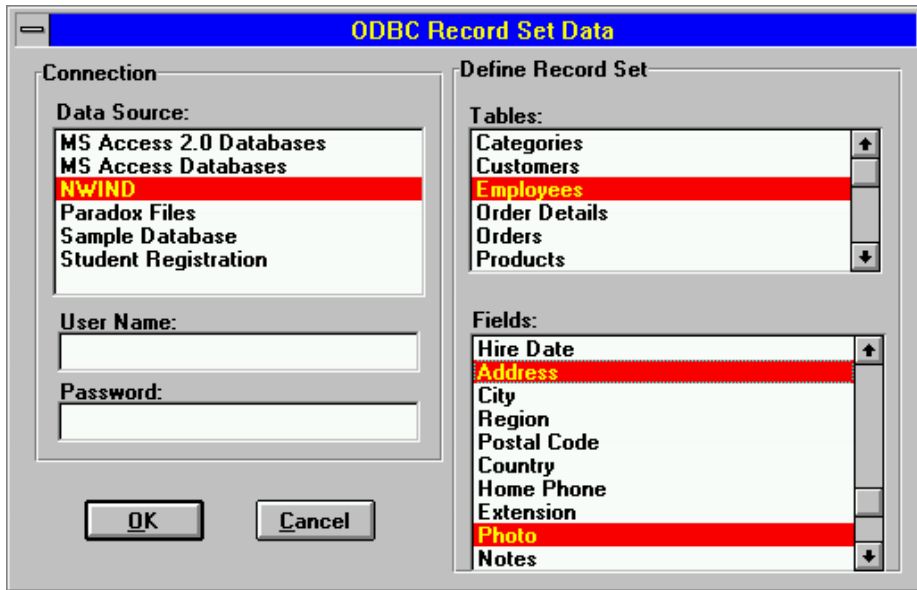 ODBC Record Set Data
Connection
Data Source:
MS Access 2.0 Databases
MS Access Databases
NWIND
Paradox Files
Sample Database
Student Registration
User Name:
Password:
OK
Cancel
Define Record Set
Tables:
Categories
Customers
Employees
Order Details
Orders
Products
Fields:
Hire Date
Address
City
Region
Postal Code
Country
Home Phone
Extension
Photo
Notes